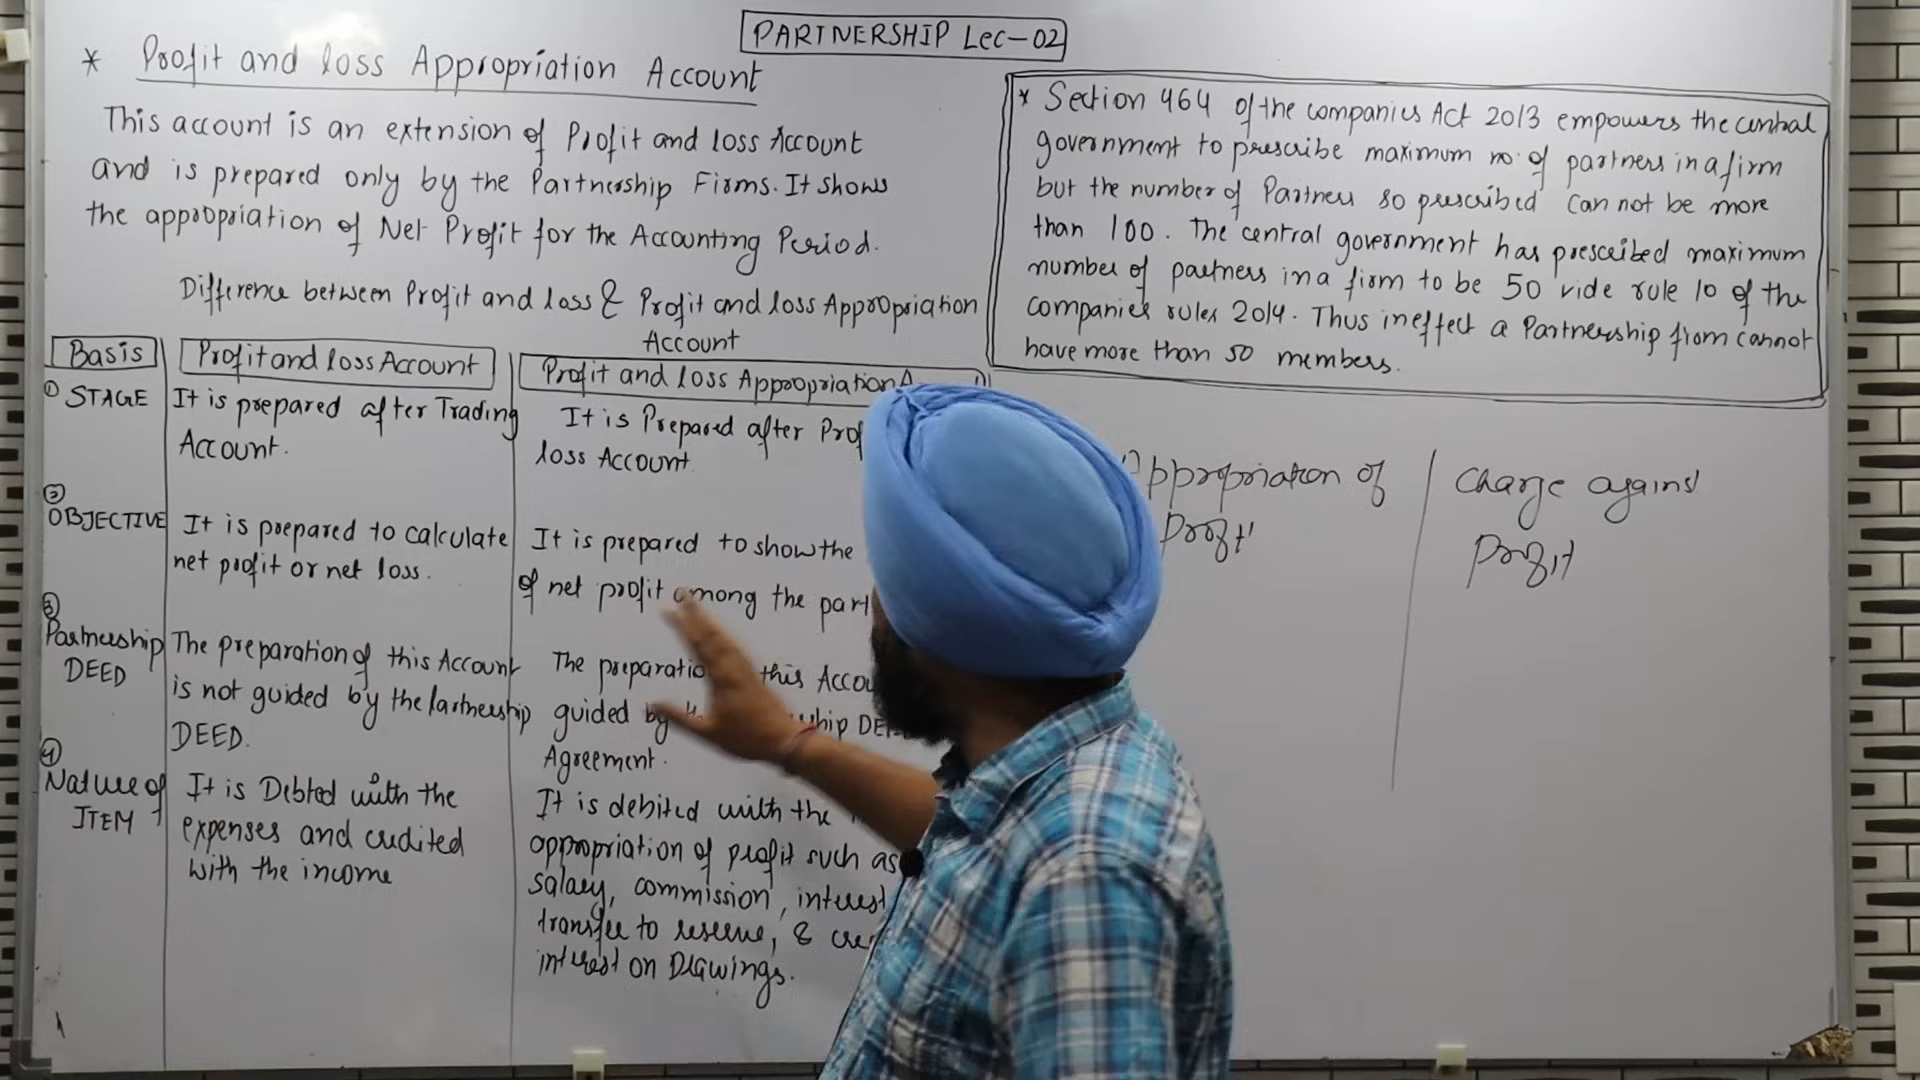 PARTNERSHIP Lec-02
* Profit and loss Appropriation Account
This account is an extension of Profit and loss Account
and is prepared only by the Partnership Firms. It shows
the appropriation of Net Profit for the Accounting Period.
* Section 464 of the companies Act 2013 empowers the central
government to prescribe maximum no. of partners in a firm
but the number of Partners so prescribed can not be more
than 100. The central government has prescribed maximum
number of partners in a firm to be 50 vide rule 10 of the
companies rules 2014. Thus in effect a Partnership firm cannot
have more than 50 members.
Difference between Profit and loss & Profit and loss Appropriation
Account
Basis
Profit and loss Account
Profit and loss Appropriation A
① STAGE
It is prepared after Trading
Account.
It is Prepared after Prof
loss Account
②
OBJECTIVE
It is prepared to calculate
net profit or net loss.
It is prepared to show the
of net profit among the part
③
Partnership
DEED
The preparation of this Account
is not guided by the Partnership
DEED.
The preparatio this Accou
guided by ship DE
Agreement.
④
Nature of
ITEM
It is Debted with the
expenses and credited
with the income
It is debited with the
appropriation of profit such as
salary, commission, interest
transfer to reserve, & cre
interest on Drawings.
Appropriation of
Profit
Charge against
Profit